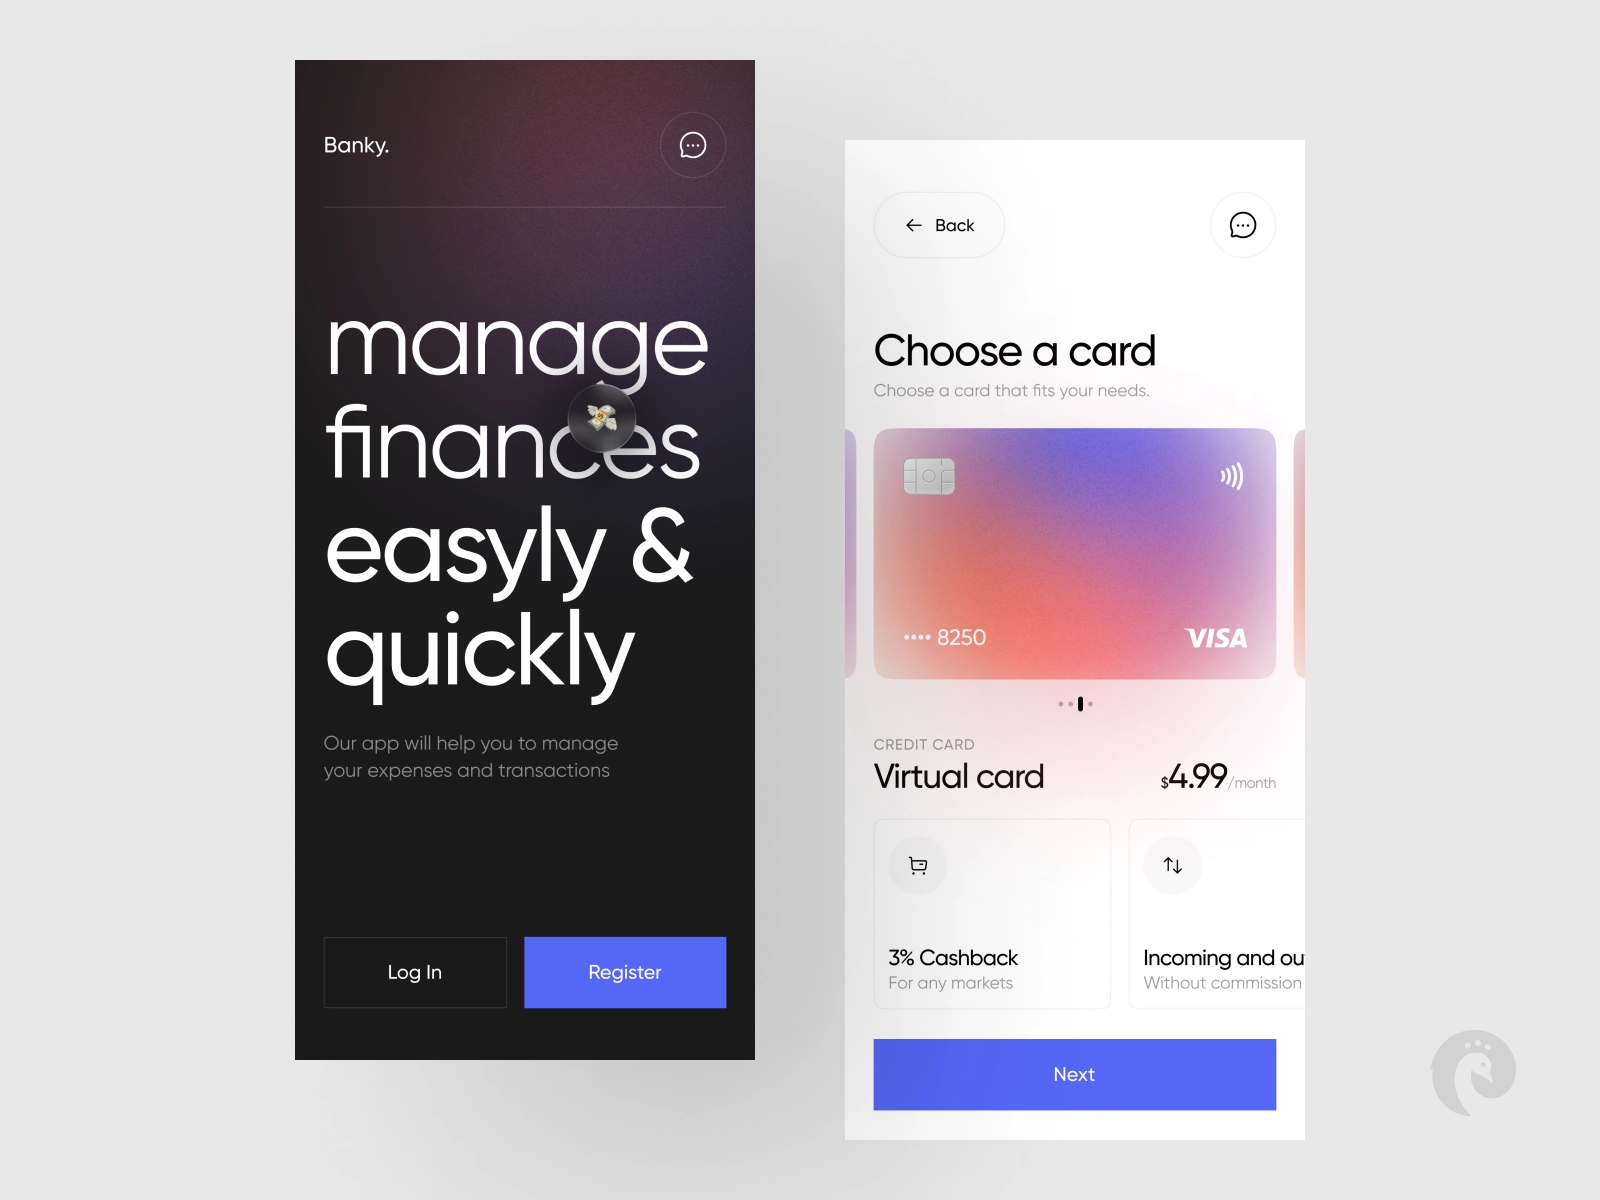 Banky.
manage
finances
easyly &
quickly
Our app will help you to manage
your expenses and transactions
Log In
Register
Back
Choose a card
Choose a card that fits your needs.
•••• 8250
VISA
CREDIT CARD
Virtual card
$4.99/month
3% Cashback
For any markets
Incoming and ou
Without commission
Next